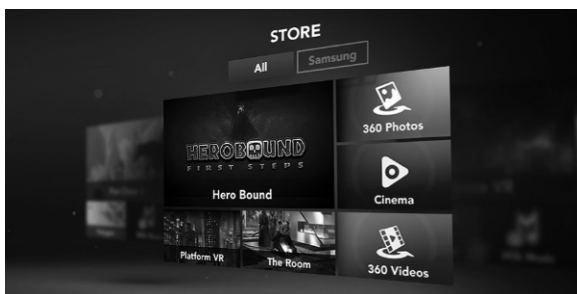 STORE
All
Samsung
HEROBOUND
FIRST STEPS
Hero Bound
360 Photos
Cinema
Platform VR
The Room
360 Videos